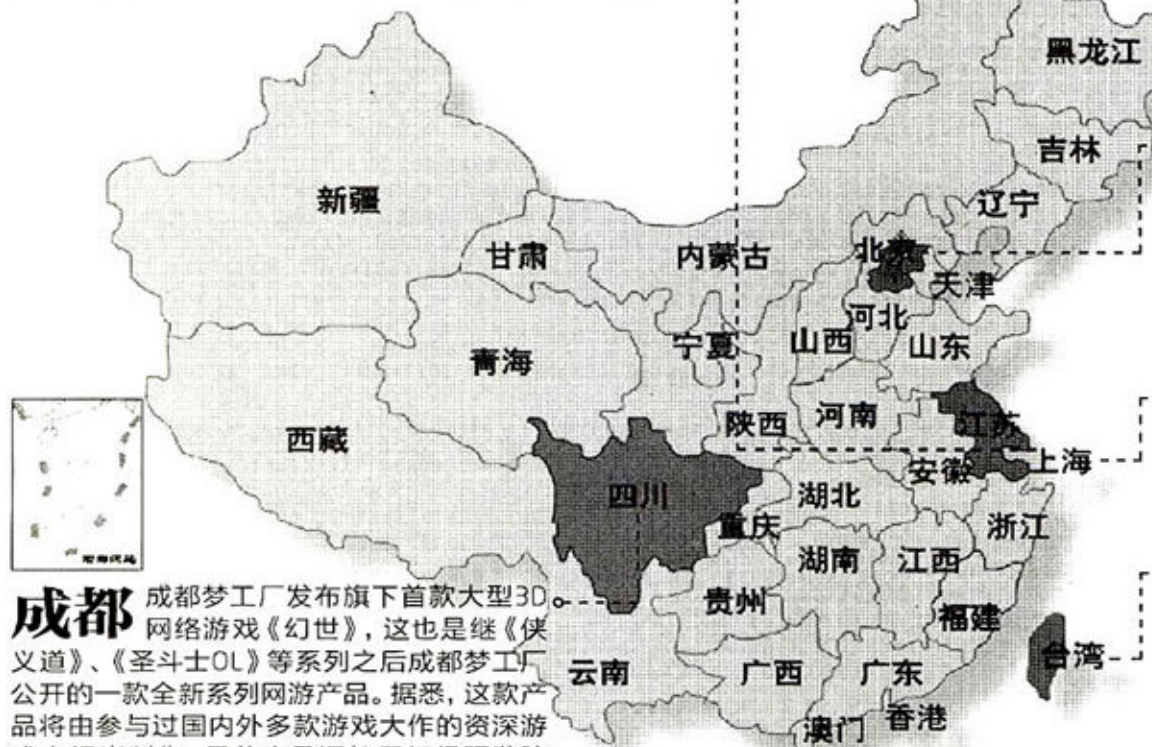 黑龙江
吉林
辽宁
新疆
甘肃
内蒙古
北京
天津
河北
山西
山东
宁夏
青海
陕西
河南
江苏
西藏
上海
安徽
四川
湖北
重庆
浙江
湖南
江西
贵州
福建
台湾
云南
广西
广东
香港
澳门
成都
成都梦工厂发布旗下首款大型3D
网络游戏《幻世》，这也是继《侠
义道》、《圣斗士OL》等系列之后成都梦工厂
公开的一款全新系列网游产品。据悉，这款产
品将由参与过国内外多款游戏大作的资深游